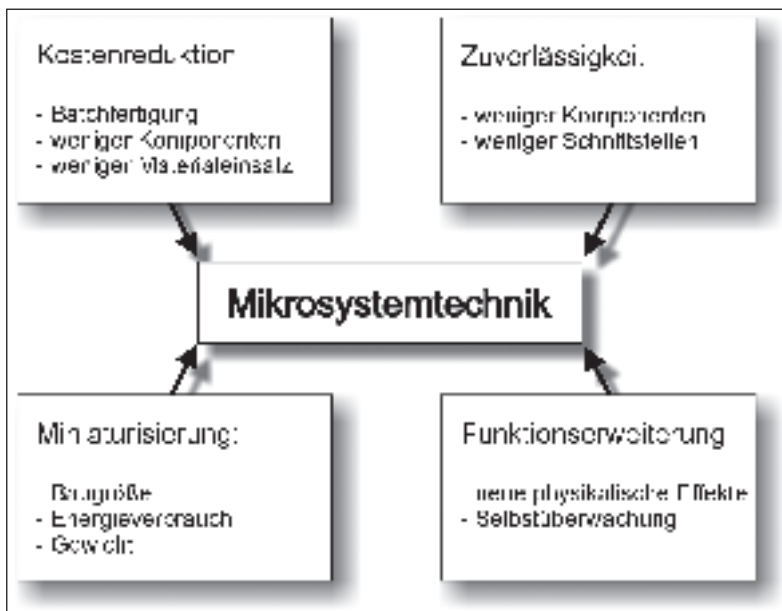 Kostenreduktion
- Batchfertigung
- weniger Komponenten
- weniger Materialeinsatz
Zuverlässigkei.
- weniger Komponenten
- weniger Schnittstellen
Mikrosystemtechnik
Miniaturisierung:
Baugröße
- Energieverbrauch
- Gewicht
Funktionserweiterung
neue physikalische Effekte
- Selbstüberwachung